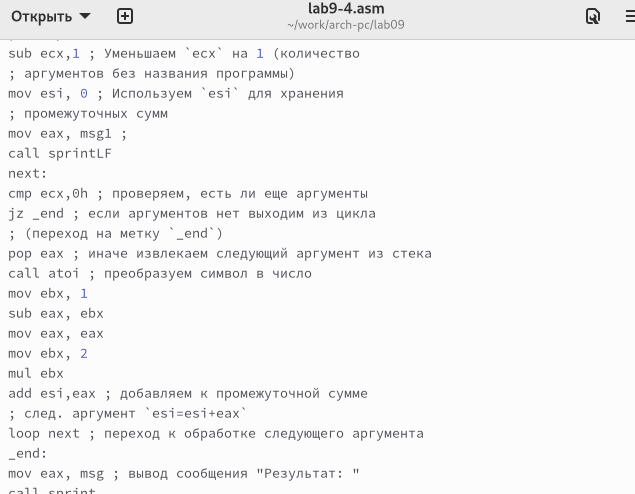 Открыть
lab9-4.asm
~/work/arch-pc/lab09
sub ecx,1 ; Уменьшаем `ecx` на 1 (количество
; аргументов без названия программы)
mov esi, 0 ; Используем `esi` для хранения
; промежуточных сумм
mov eax, msg1 ;
call sprintLF
next:
cmp ecx,0h ; проверяем, есть ли еще аргументы
jz _end ; если аргументов нет выходим из цикла
; (переход на метку `_end`)
pop eax ; иначе извлекаем следующий аргумент из стека
call atoi ; преобразуем символ в число
mov ebx, 1
sub eax, ebx
mov eax, eax
mov ebx, 2
mul ebx
add esi,eax ; добавляем к промежуточной сумме
; след. аргумент `esi=esi+eax`
loop next ; переход к обработке следующего аргумента
_end:
mov eax, msg ; вывод сообщения "Результат: "
call sprint